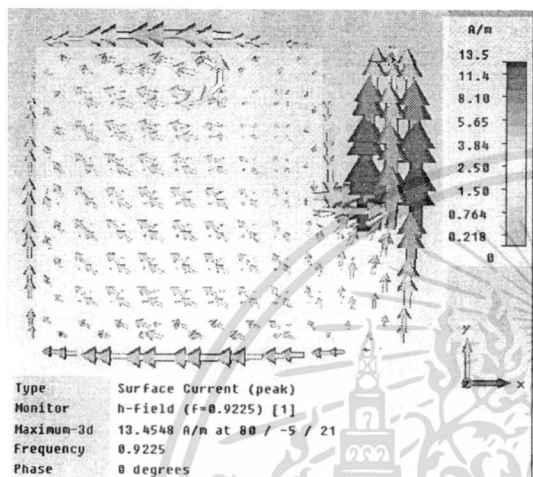 A/m
13.5
11.4
8.10
5.65
3.84
2.50
1.50
0.764
0.218
0
y
z x
Type Surface Current (peak)
Monitor h-field (f=0.9225) [1]
Maximum-3d 13.4548 A/m at 80 / -5 / 21
Frequency 0.9225
Phase 0 degrees